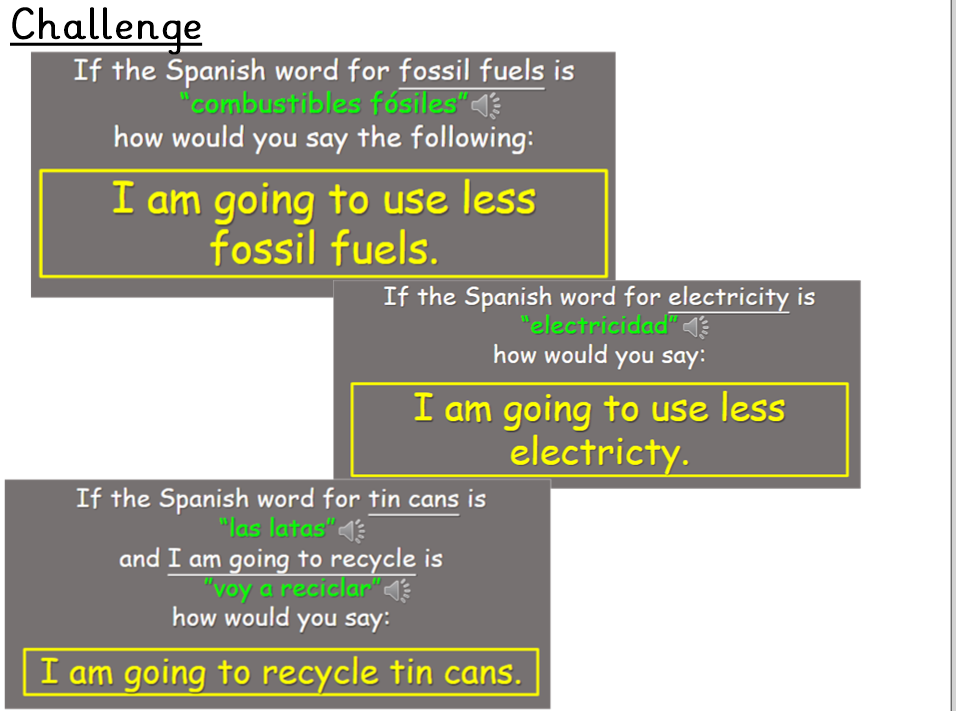 Challenge
If the Spanish word for fossil fuels is
“combustibles fósiles”
how would you say the following:
I am going to use less
fossil fuels.
If the Spanish word for electricity is
“electricidad”
how would you say:
I am going to use less
electricty.
If the Spanish word for tin cans is
“las latas”
and I am going to recycle is
”voy a reciclar”
how would you say:
I am going to recycle tin cans.